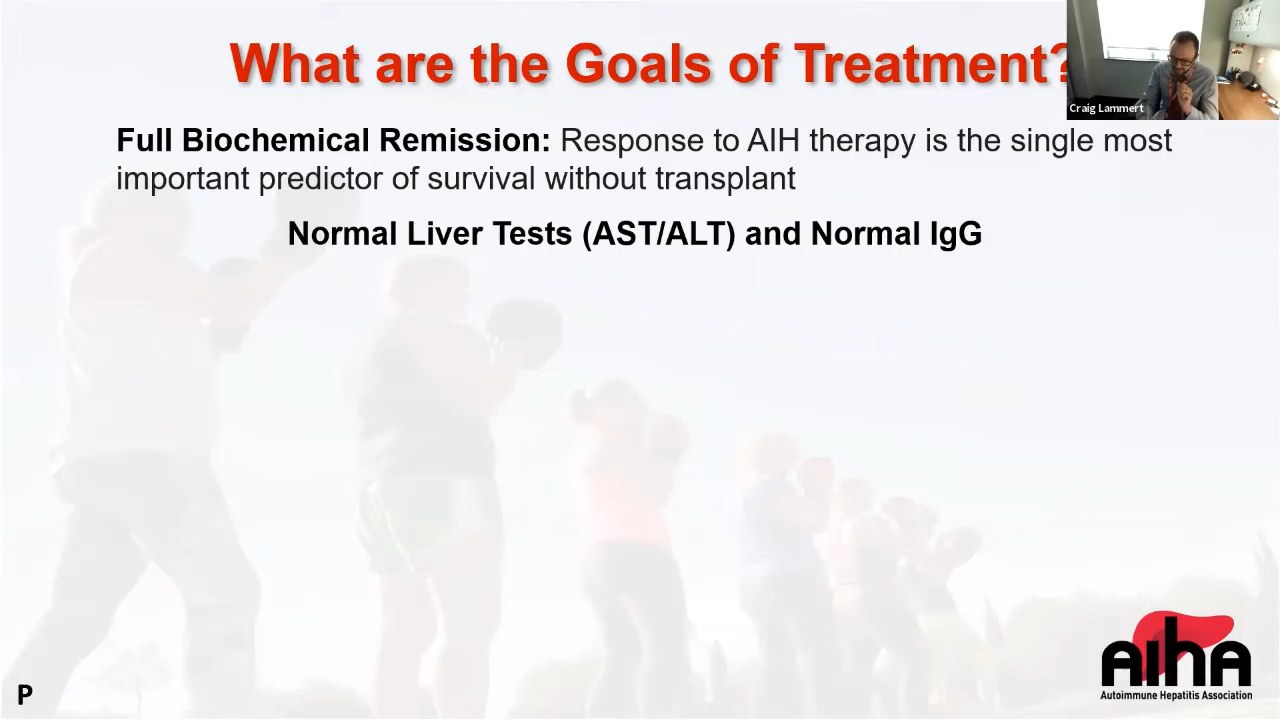 What are the Goals of Treatment?
Craig Lammert
Full Biochemical Remission: Response to AIH therapy is the single most
important predictor of survival without transplant
Normal Liver Tests (AST/ALT) and Normal IgG
AIHA
Autoimmune Hepatitis Association
P